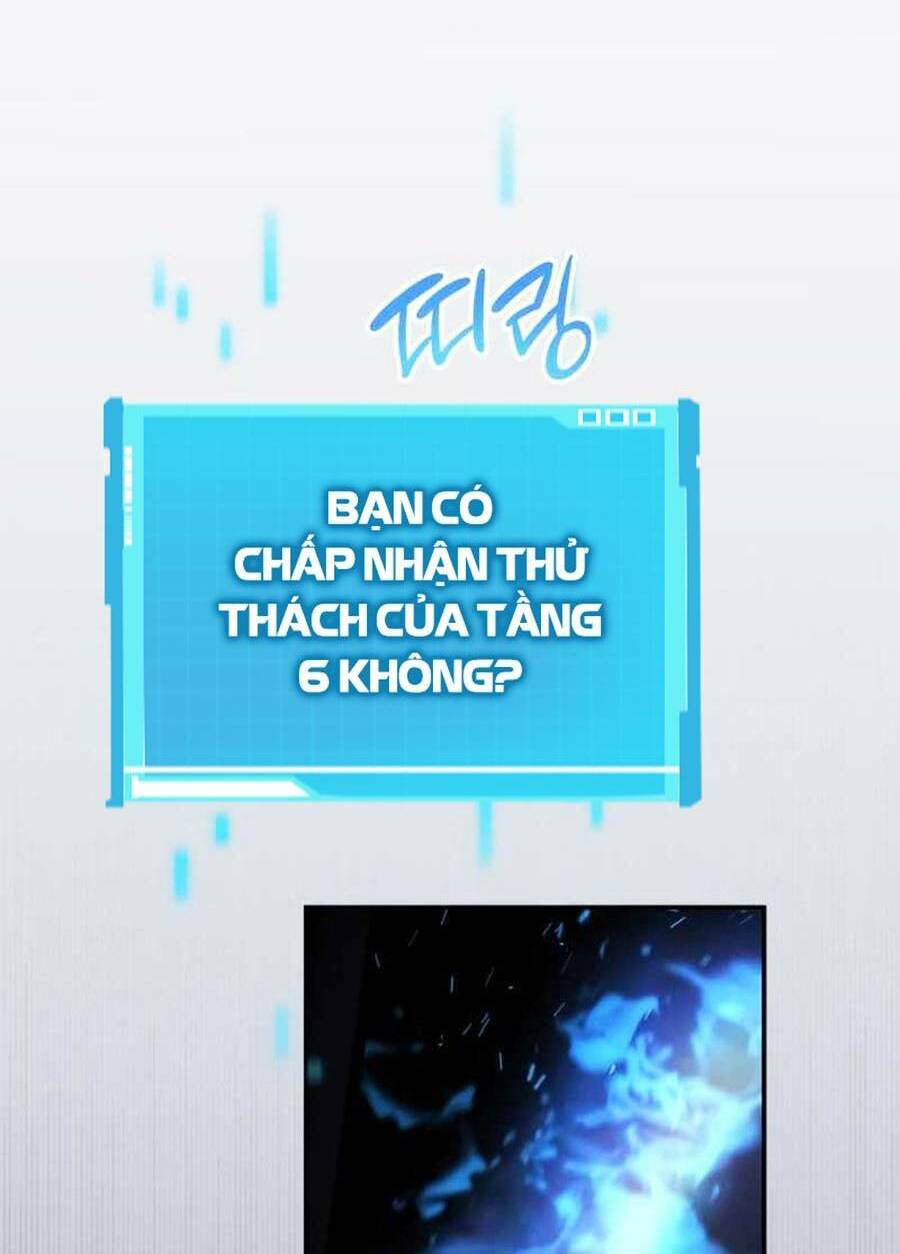 띠링
BẠN CÓ
CHẤP NHẬN THỬ
THÁCH CỦA TẦNG
6 KHÔNG?